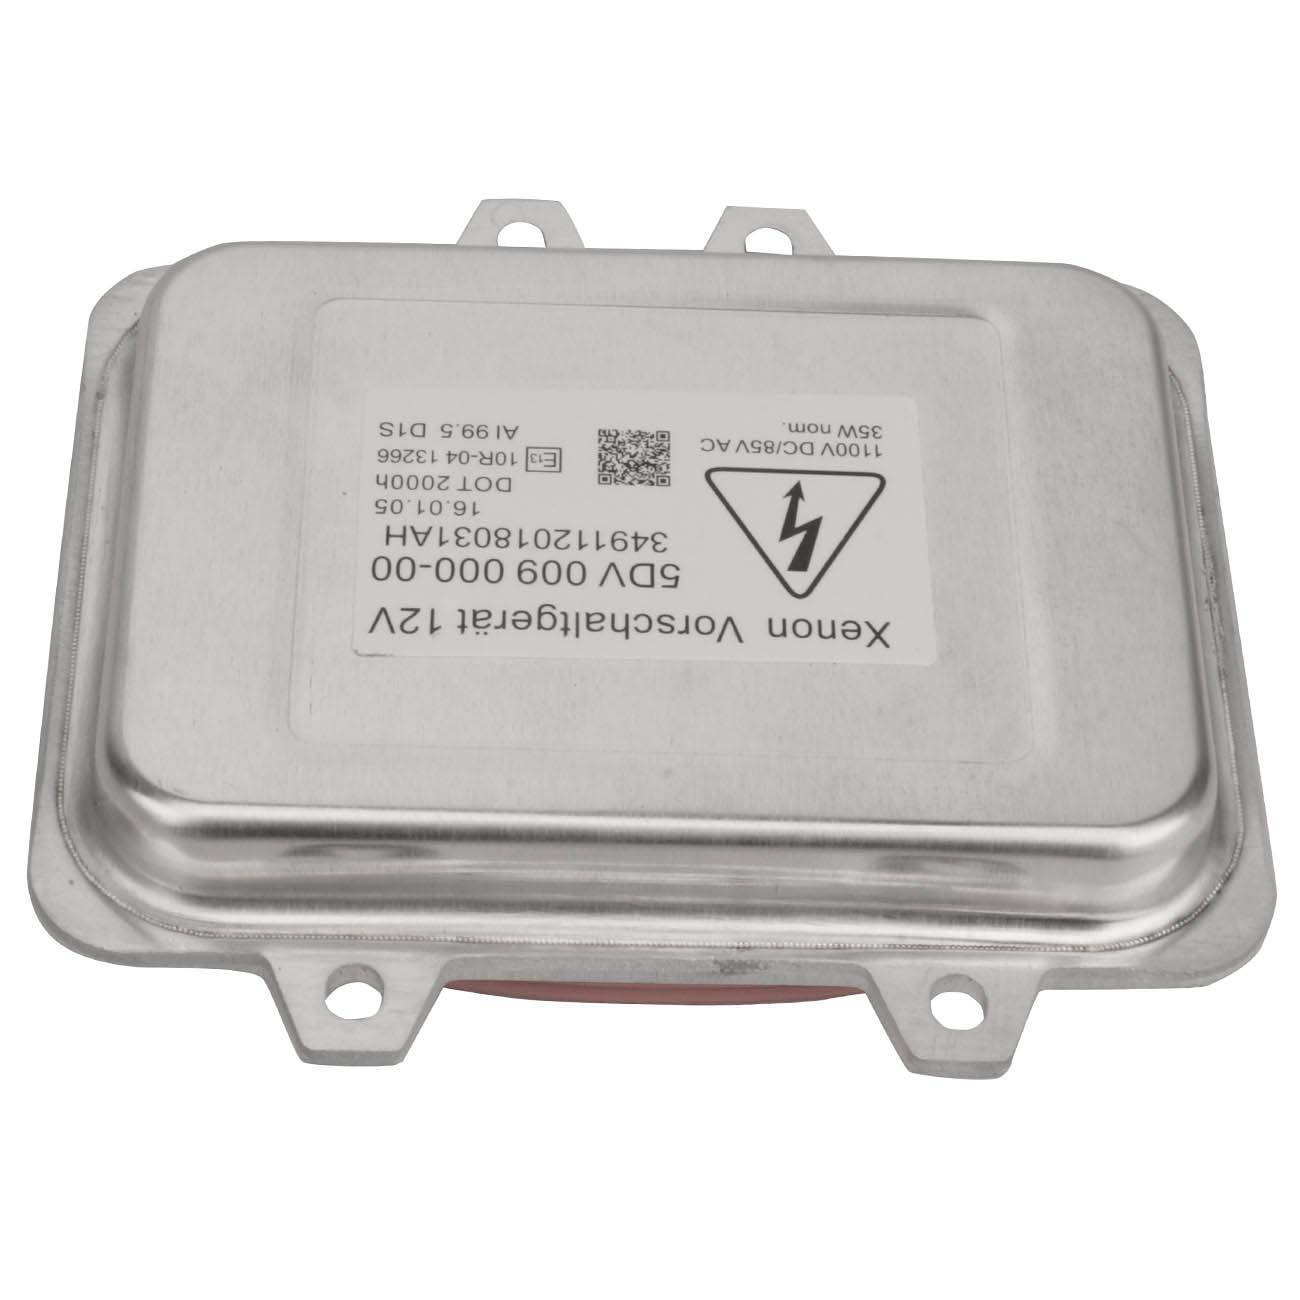 Xenon Vorschaltgerät 12V
5DV 009 000-00
349112018031AH
16.01.05
DOT 2000h
E13 10R-04 13266
AI 99.5 D1S
1100V DC/85V AC
35W nom.